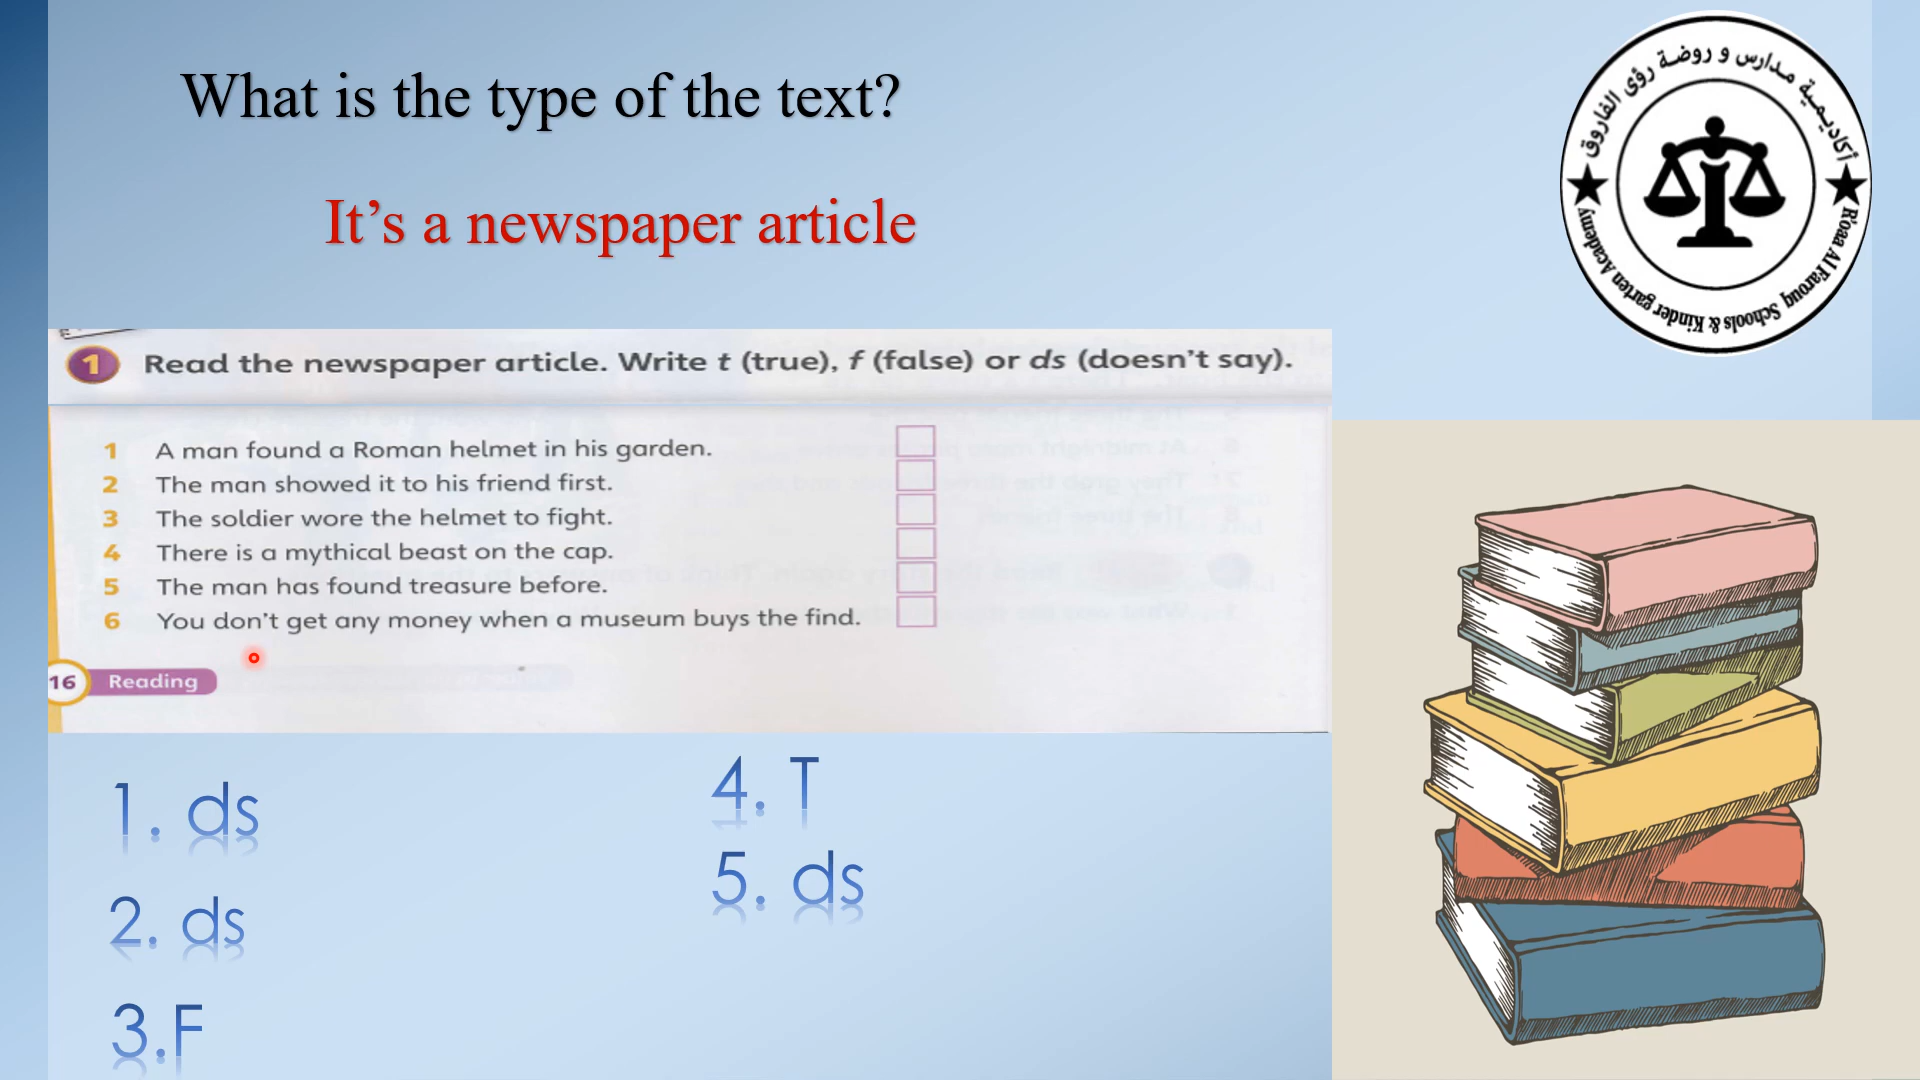 What is the type of the text?
It's a newspaper article
أكاديمية مدارس و روضة رؤى الفاروق
R'oaa Al Farouq Schools & Kinder garten Academy
1 Read the newspaper article. Write t (true), f (false) or ds (doesn't say).
1 A man found a Roman helmet in his garden.
2 The man showed it to his friend first.
3 The soldier wore the helmet to fight.
4 There is a mythical beast on the cap.
5 The man has found treasure before.
6 You don't get any money when a museum buys the find.
16 Reading
1. ds
2. ds
3.F
4. T
5. ds